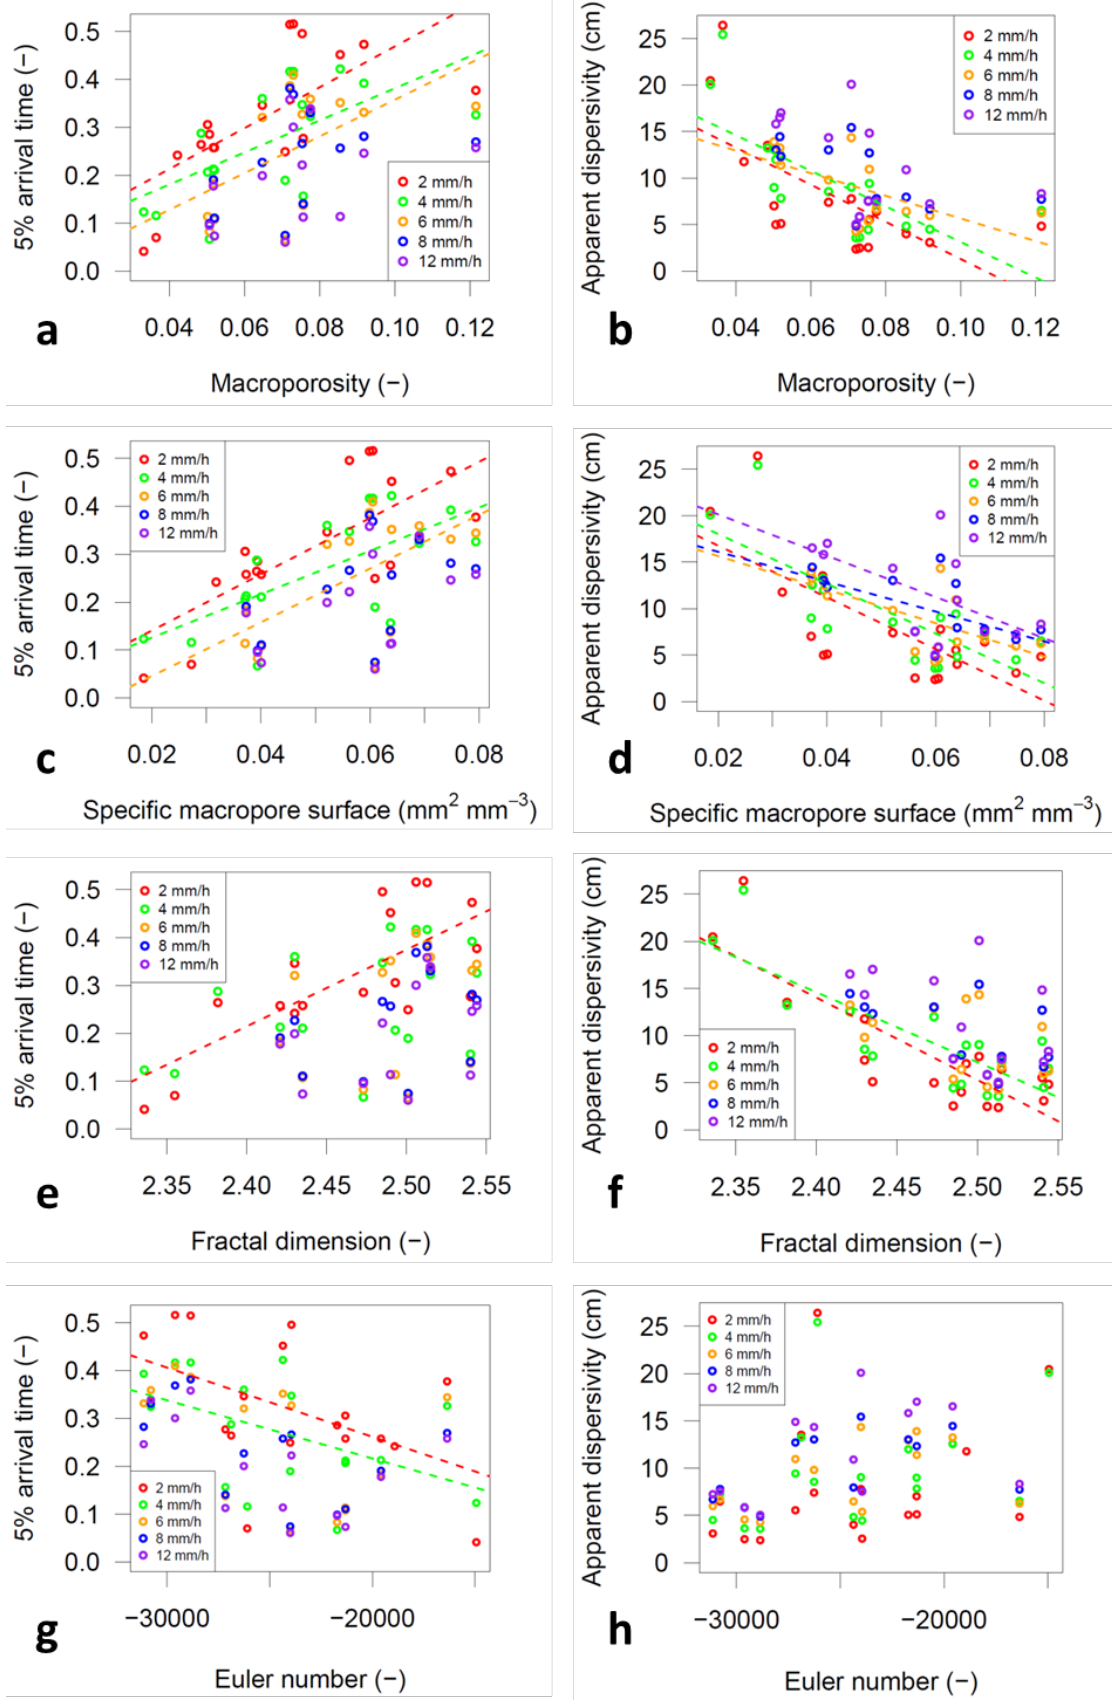 5% arrival time (−)
0.5
0.4
0.3
0.2
0.1
0.0
2 mm/h
4 mm/h
6 mm/h
8 mm/h
12 mm/h
0.04 0.06 0.08 0.10 0.12
a
Macroporosity (−)
Apparent dispersivity (cm)
25
20
15
10
5
0
2 mm/h
4 mm/h
6 mm/h
8 mm/h
12 mm/h
0.04 0.06 0.08 0.10 0.12
b
Macroporosity (−)
5% arrival time (−)
0.5
0.4
0.3
0.2
0.1
0.0
2 mm/h
4 mm/h
6 mm/h
8 mm/h
12 mm/h
0.02 0.04 0.06 0.08
c
Specific macropore surface (mm² mm⁻³)
Apparent dispersivity (cm)
25
20
15
10
5
0
2 mm/h
4 mm/h
6 mm/h
8 mm/h
12 mm/h
0.02 0.04 0.06 0.08
d
Specific macropore surface (mm² mm⁻³)
5% arrival time (−)
0.5
0.4
0.3
0.2
0.1
0.0
2 mm/h
4 mm/h
6 mm/h
8 mm/h
12 mm/h
2.35 2.40 2.45 2.50 2.55
e
Fractal dimension (−)
Apparent dispersivity (cm)
25
20
15
10
5
0
2 mm/h
4 mm/h
6 mm/h
8 mm/h
12 mm/h
2.35 2.40 2.45 2.50 2.55
f
Fractal dimension (−)
5% arrival time (−)
0.5
0.4
0.3
0.2
0.1
0.0
2 mm/h
4 mm/h
6 mm/h
8 mm/h
12 mm/h
−30000 −20000
g
Euler number (−)
Apparent dispersivity (cm)
25
20
15
10
5
0
2 mm/h
4 mm/h
6 mm/h
8 mm/h
12 mm/h
−30000 −20000
h
Euler number (−)